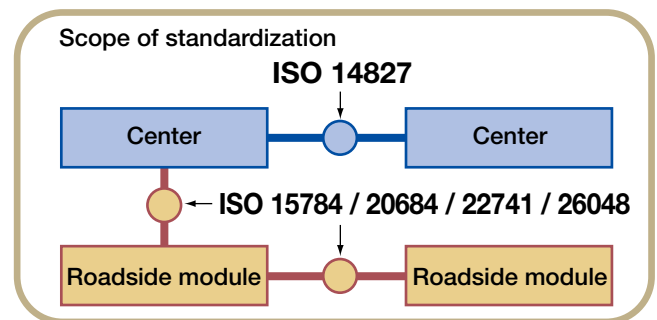 Scope of standardization
ISO 14827
Center
Center
ISO 15784 / 20684 / 22741 / 26048
Roadside module
Roadside module